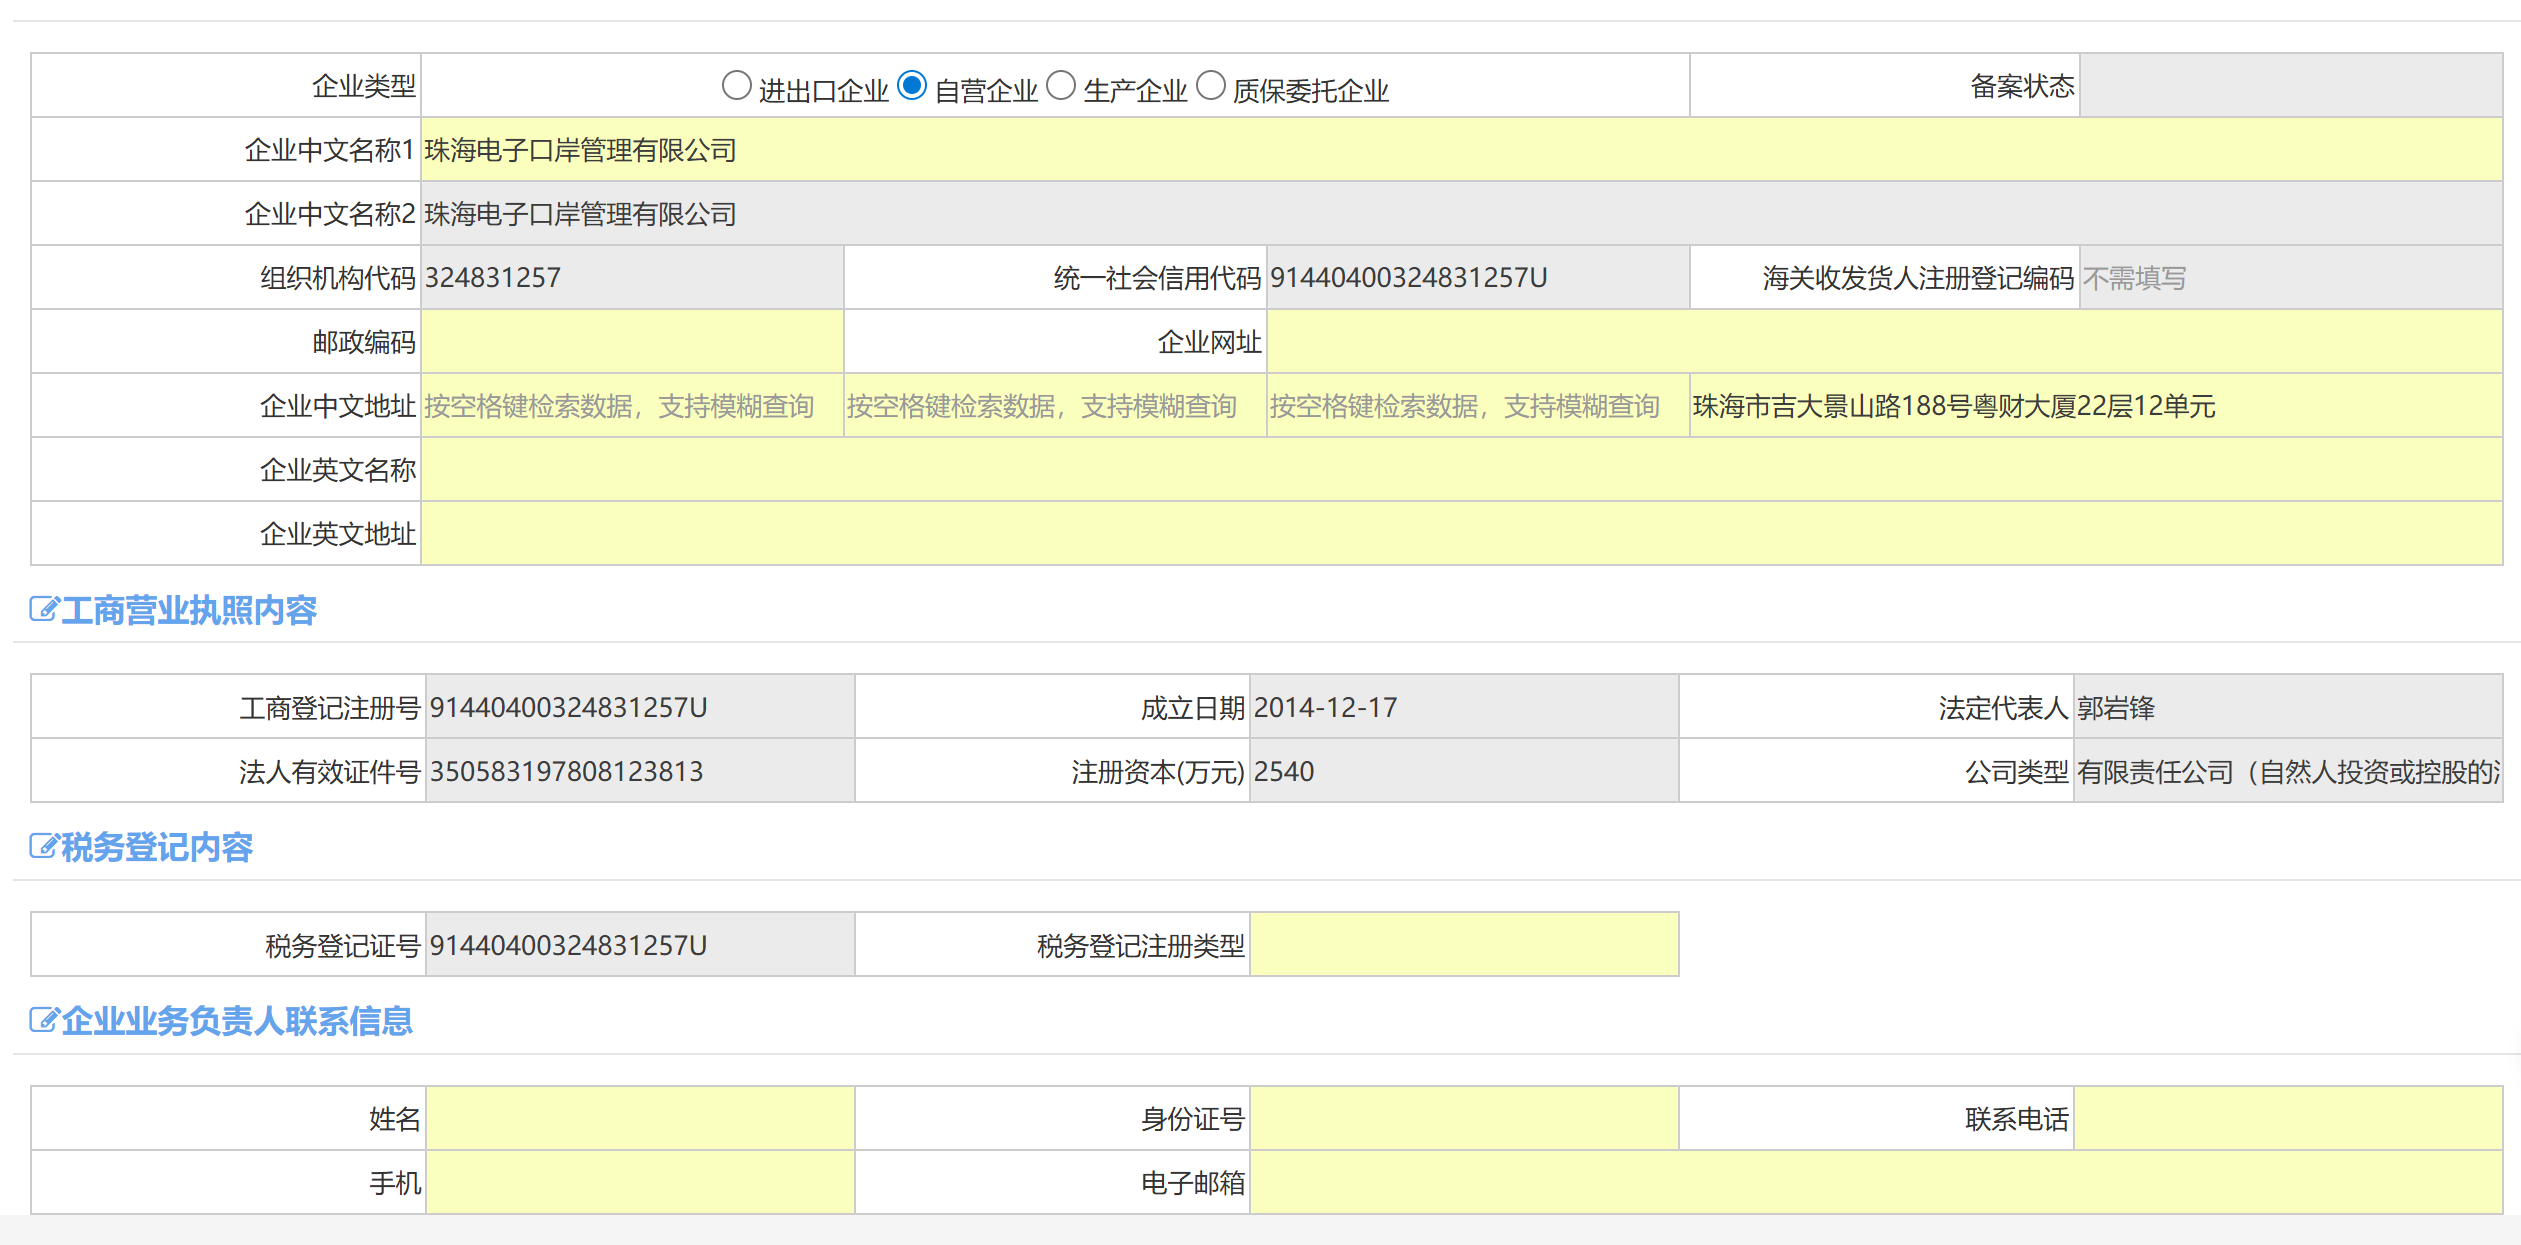 企业类型 进出口企业 自营企业 生产企业 质保委托企业 备案状态
企业中文名称1 珠海电子口岸管理有限公司
企业中文名称2 珠海电子口岸管理有限公司
组织机构代码 324831257 统一社会信用代码 91440400324831257U 海关收发货人注册登记编码 不需填写
邮政编码 企业网址
企业中文地址 按空格键检索数据，支持模糊查询 按空格键检索数据，支持模糊查询 按空格键检索数据，支持模糊查询 珠海市吉大景山路188号粤财大厦22层12单元
企业英文名称
企业英文地址
工商营业执照内容
工商登记注册号 91440400324831257U 成立日期 2014-12-17 法定代表人 郭岩锋
法人有效证件号 350583197808123813 注册资本(万元) 2540 公司类型 有限责任公司（自然人投资或控股的
税务登记内容
税务登记证号 91440400324831257U 税务登记注册类型
企业业务负责人联系信息
姓名 身份证号 联系电话
手机 电子邮箱